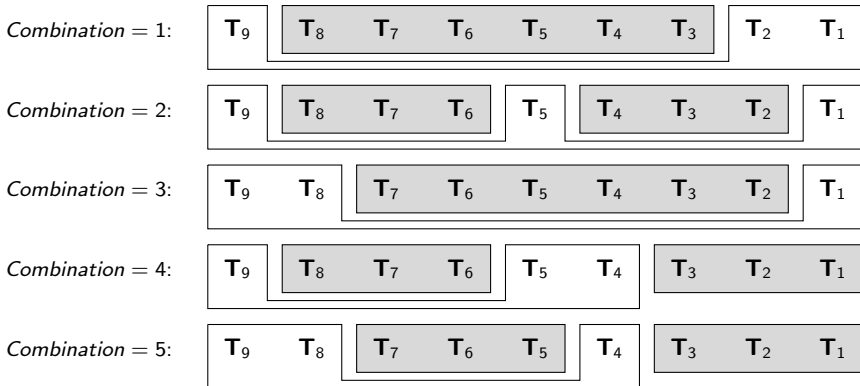 Combination = 1: T₉ T₈ T₇ T₆ T₅ T₄ T₃ T₂ T₁
Combination = 2: T₉ T₈ T₇ T₆ T₅ T₄ T₃ T₂ T₁
Combination = 3: T₉ T₈ T₇ T₆ T₅ T₄ T₃ T₂ T₁
Combination = 4: T₉ T₈ T₇ T₆ T₅ T₄ T₃ T₂ T₁
Combination = 5: T₉ T₈ T₇ T₆ T₅ T₄ T₃ T₂ T₁